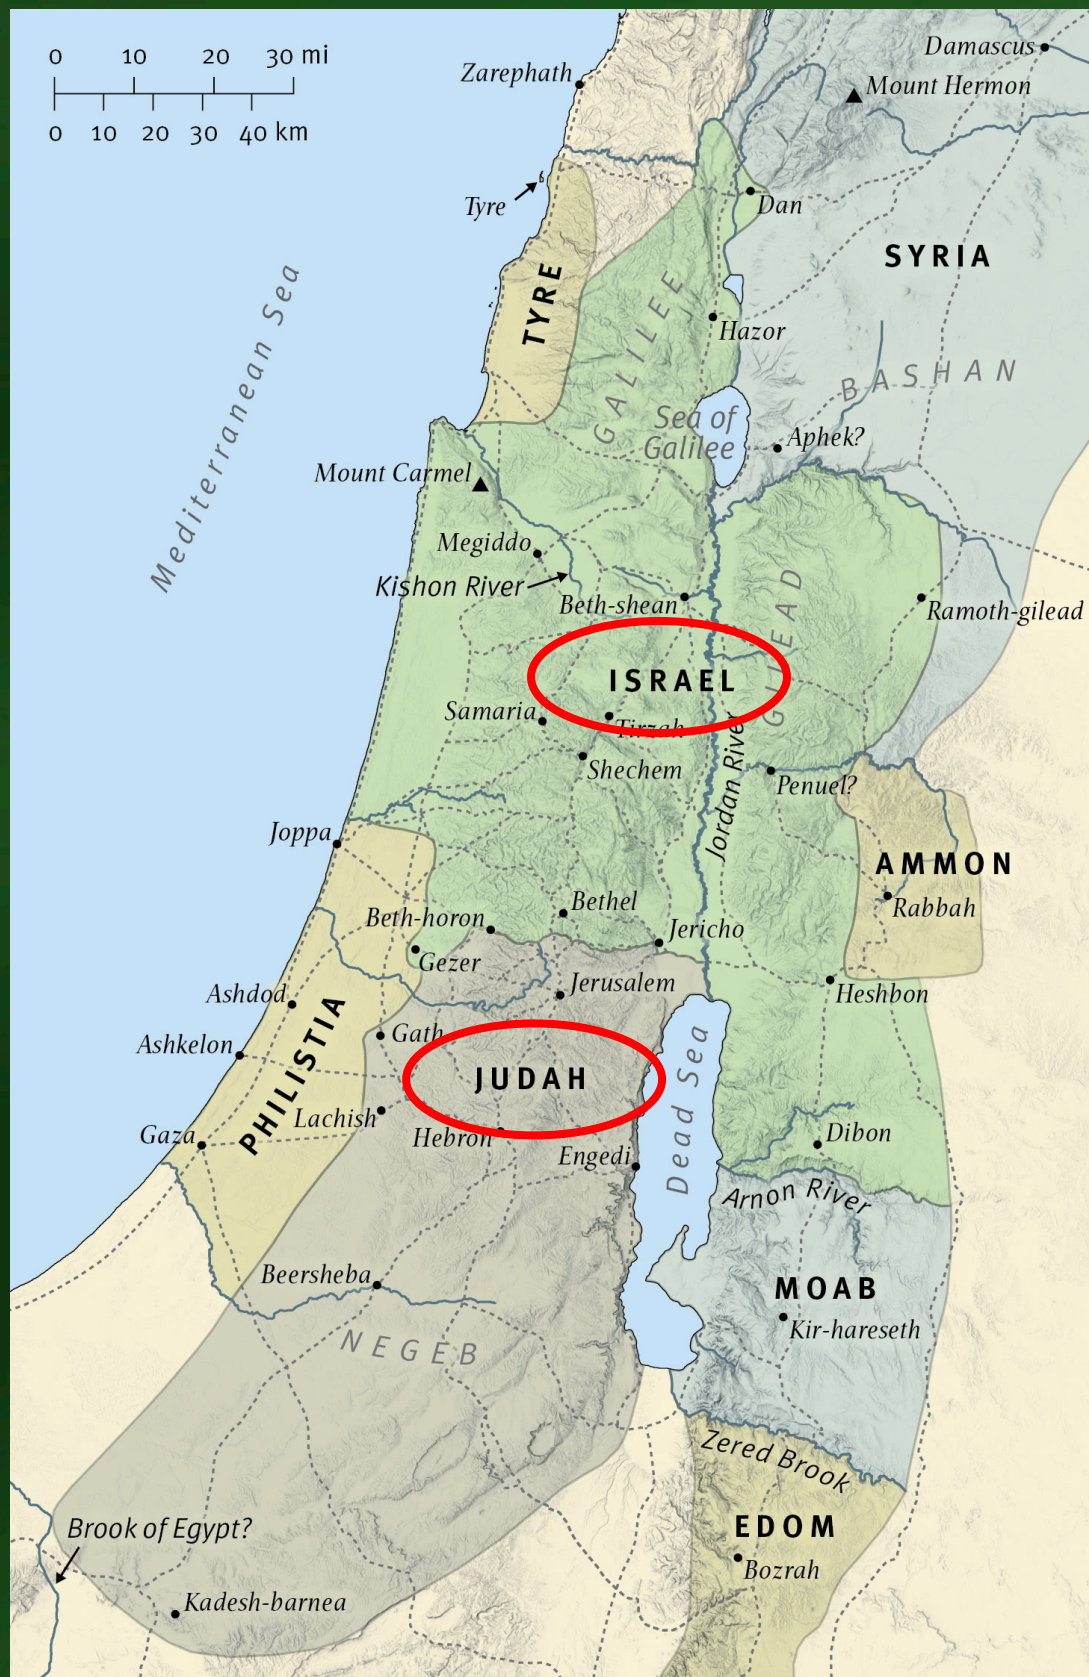 0 10 20 30 mi
0 10 20 30 40 km
Damascus
Zarephath
Mount Hermon
Tyre
Dan
SYRIA
TYRE
Mediterranean Sea
GALILEE
Hazor
BASHAN
Sea of
Galilee
Aphek?
Mount Carmel
Megiddo
Kishon River
Beth-shean
GILEAD
Ramoth-gilead
ISRAEL
Samaria
Tirzah
Shechem
Jordan River
Penuel?
Joppa
AMMON
Rabbah
Bethel
Beth-horon
Jericho
Gezer
Jerusalem
Heshbon
Ashdod
PHILISTIA
Gath
Ashkelon
JUDAH
Dead Sea
Lachish
Hebron
Gaza
Engedi
Dibon
Arnon River
Beersheba
MOAB
Kir-hareseth
NEGEB
Zered Brook
Brook of Egypt?
EDOM
Bozrah
Kadesh-barnea